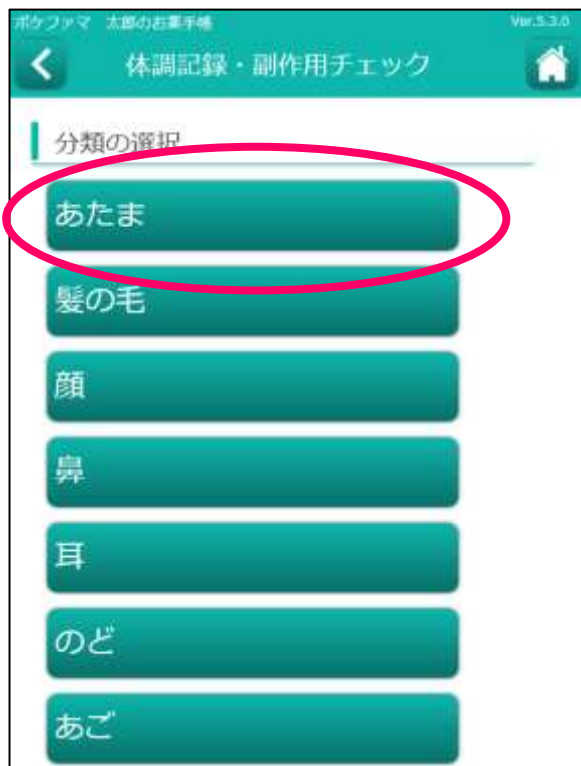 ポケファマ 太郎のお薬手帳 Ver.5.3.0
体調記録・副作用チェック
分類の選択
あたま
髪の毛
顔
鼻
耳
のど
あご